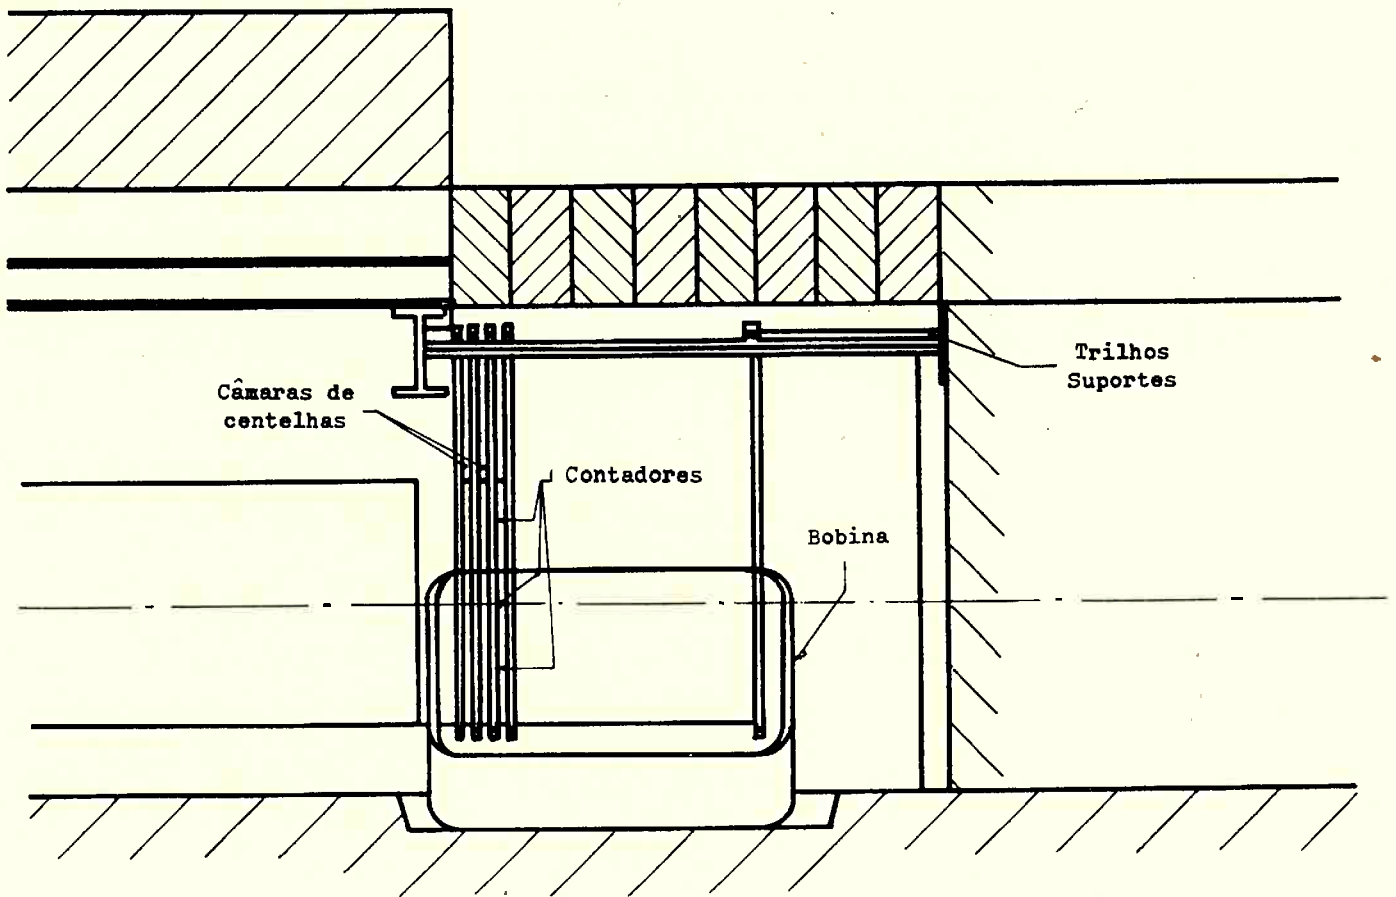 Trilhos
Suportes
Câmaras de
centelhas
Contadores
Bobina